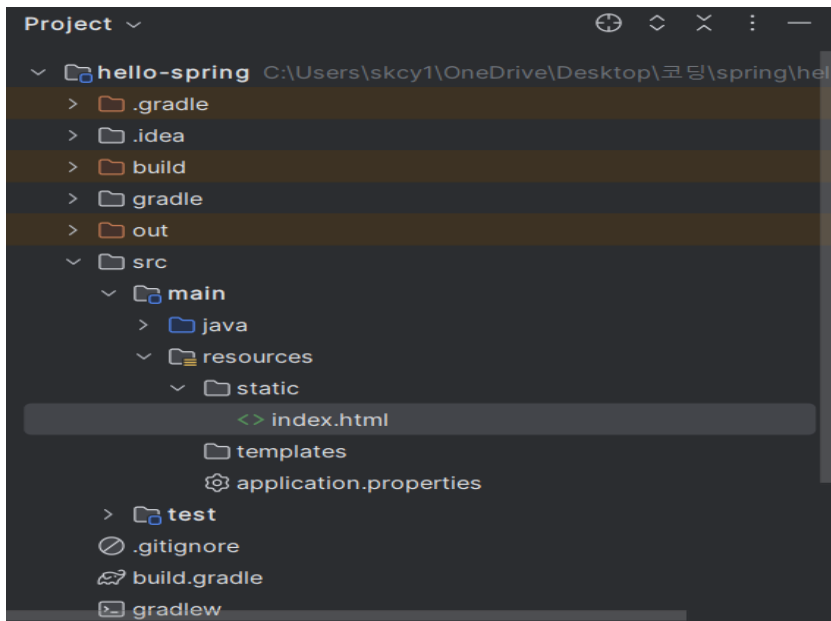 Project
hello-spring C:\Users\skcy1\OneDrive\Desktop\코딩\spring\hel
.gradle
.idea
build
gradle
out
src
main
java
resources
static
<> index.html
templates
application.properties
test
.gitignore
build.gradle
gradlew